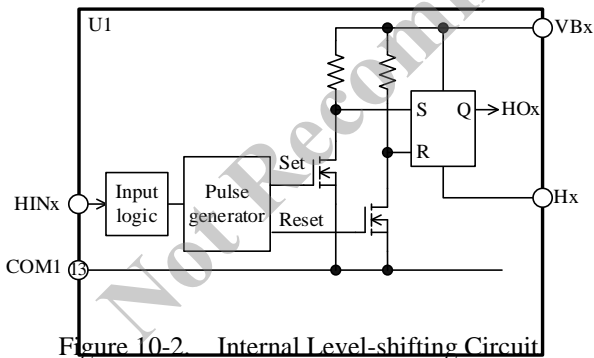 U1
VBx
S Q HOx
R
Set
Input logic
Pulse generator
HINx
Reset
Hx
COM1 13
Not Recomm
Figure 10-2. Internal Level-shifting Circuit